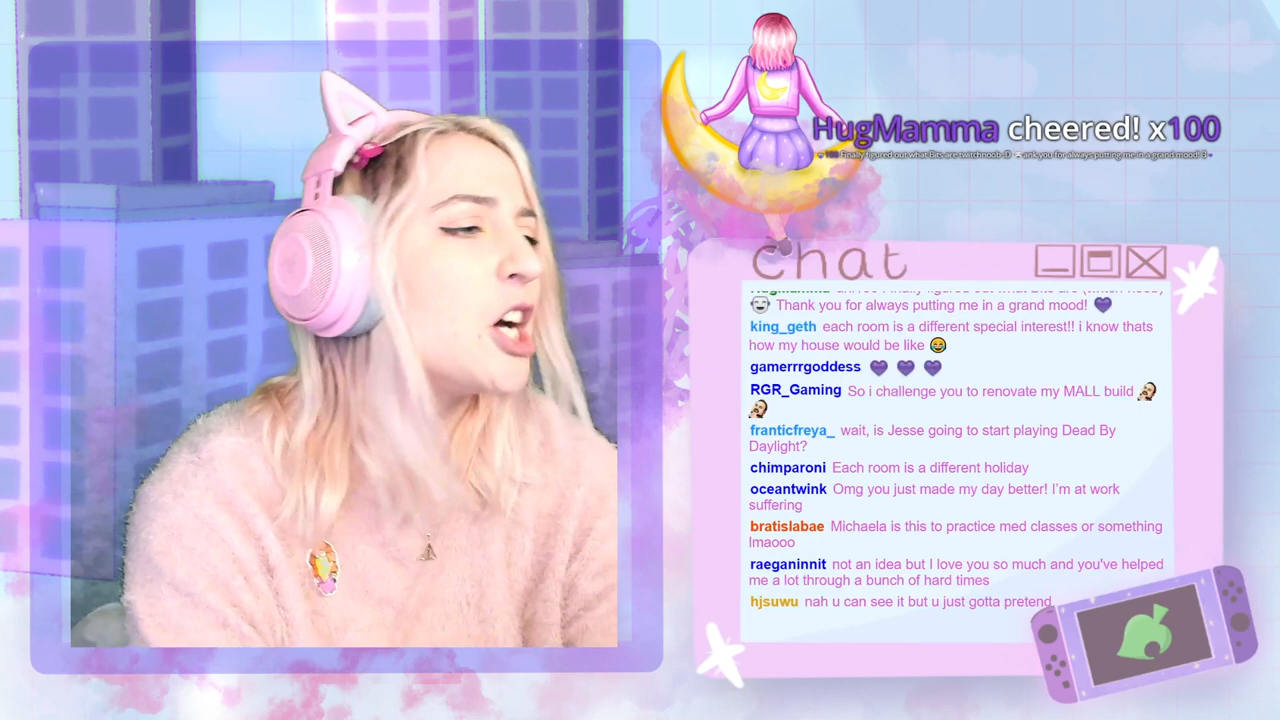 HugMamma cheered! x100
chat
Thank you for always putting me in a grand mood!
king_geth each room is a different special interest!! i know thats
how my house would be like
gamerrrgoddess
RGR_Gaming So i challenge you to renovate my MALL build
franticfreya_ wait, is Jesse going to start playing Dead By
Daylight?
chimparoni Each room is a different holiday
oceantwink Omg you just made my day better! I'm at work
suffering
bratislabae Michaela is this to practice med classes or something
lmaooo
raeganinnit not an idea but I love you so much and you've helped
me a lot through a bunch of hard times
hjsuwu nah u can see it but u just gotta pretend